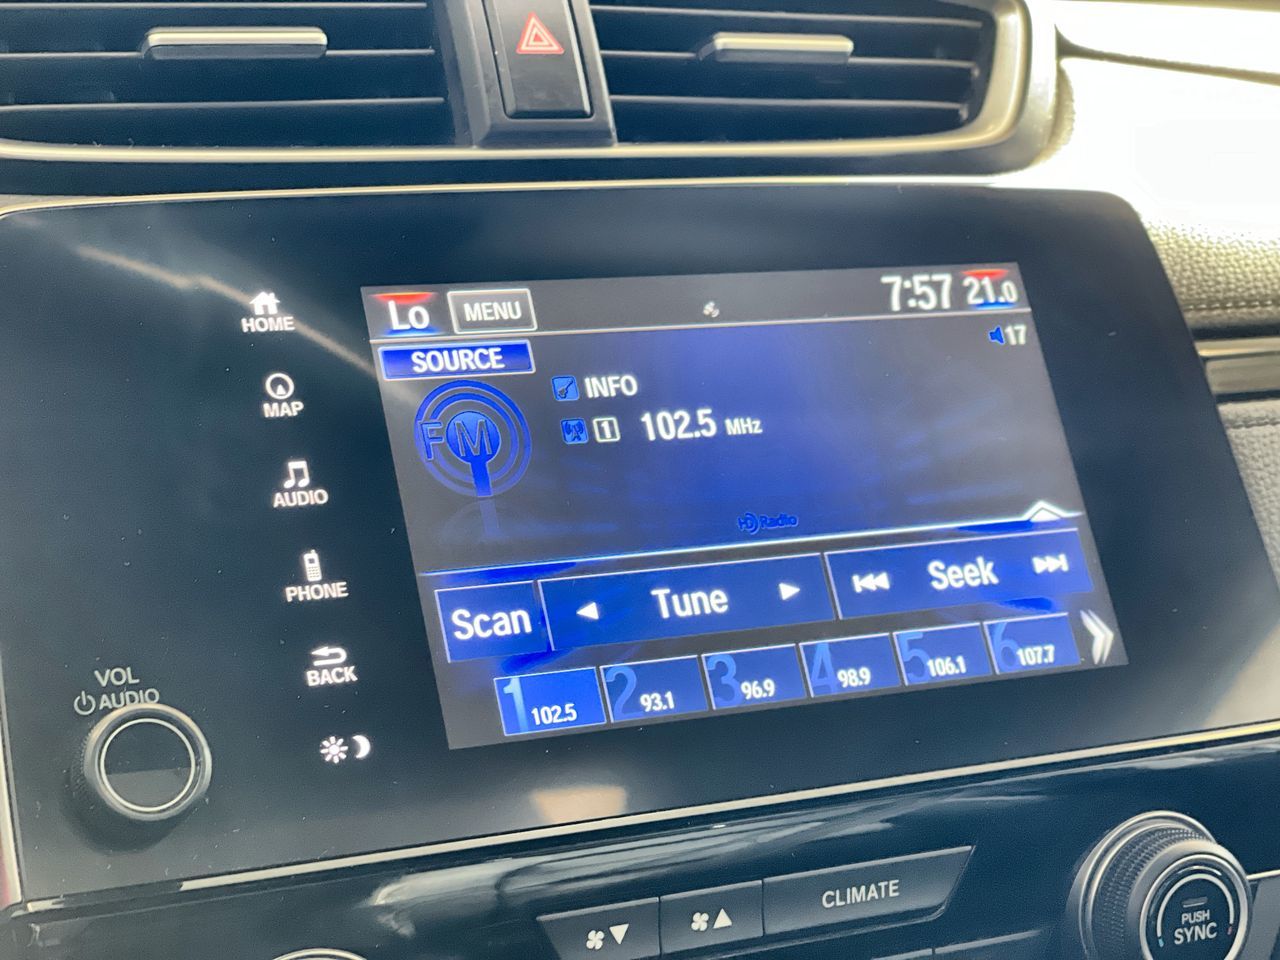 Lo MENU 7:57 21.0
17
SOURCE
FM
INFO
1 102.5 MHz
HD Radio
Scan Tune Seek
1 102.5 2 93.1 3 96.9 4 98.9 5 106.1 6 107.7
HOME
MAP
AUDIO
PHONE
BACK
VOL
AUDIO
CLIMATE
PUSH
SYNC